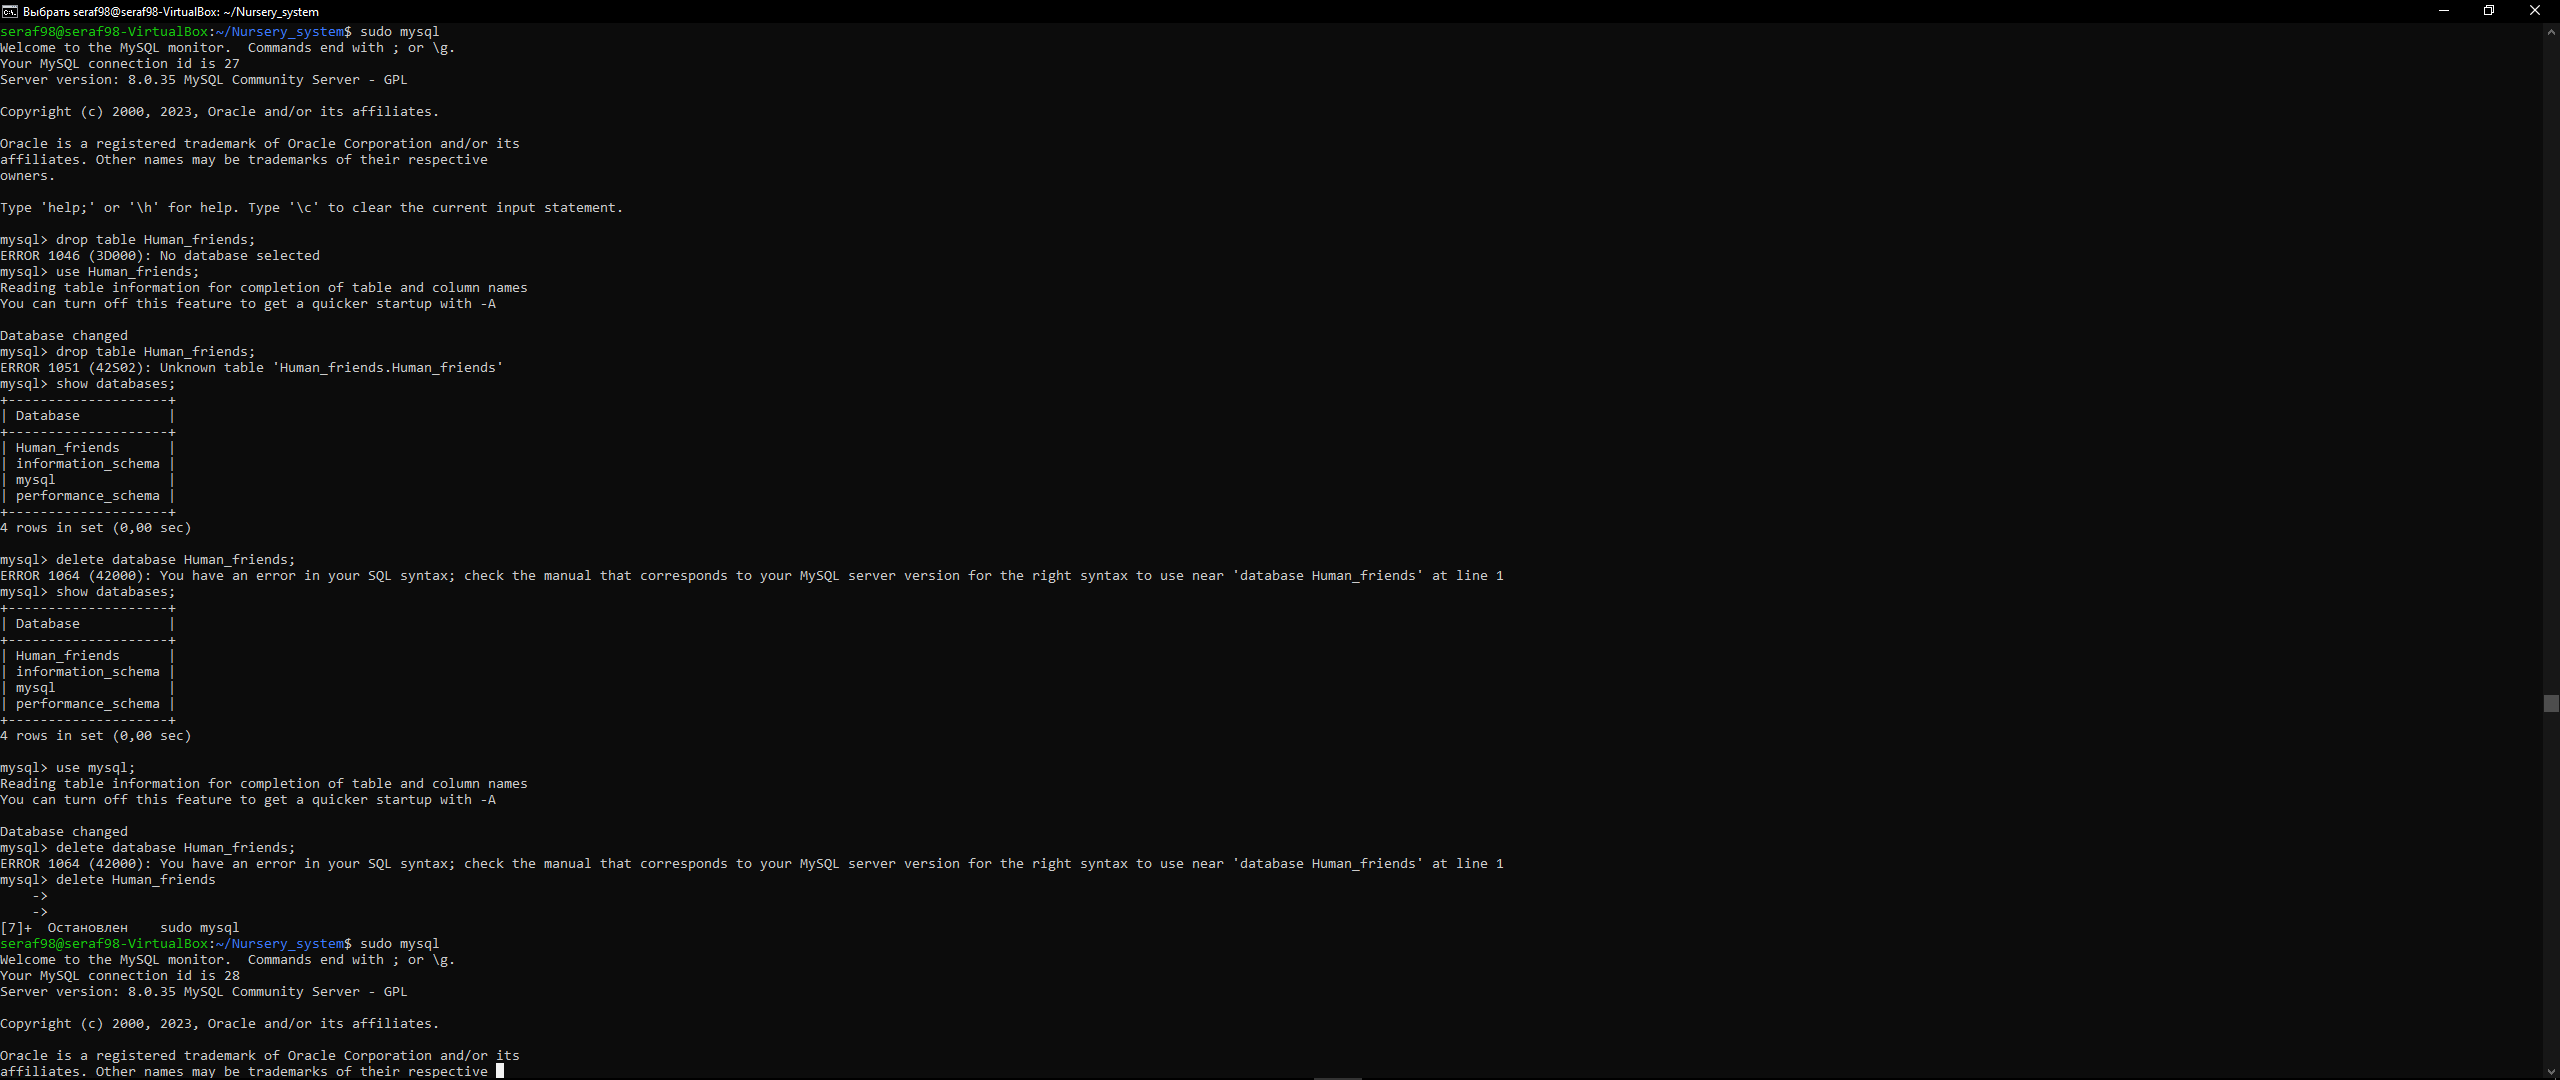 Выбрать seraf98@seraf98-VirtualBox: ~/Nursery_system
seraf98@seraf98-VirtualBox:~/Nursery_system$ sudo mysql
Welcome to the MySQL monitor.  Commands end with ; or \g.
Your MySQL connection id is 27
Server version: 8.0.35 MySQL Community Server - GPL

Copyright (c) 2000, 2023, Oracle and/or its affiliates.

Oracle is a registered trademark of Oracle Corporation and/or its
affiliates. Other names may be trademarks of their respective
owners.

Type 'help;' or '\h' for help. Type '\c' to clear the current input statement.

mysql> drop table Human_friends;
ERROR 1046 (3D000): No database selected
mysql> use Human_friends;
Reading table information for completion of table and column names
You can turn off this feature to get a quicker startup with -A

Database changed
mysql> drop table Human_friends;
ERROR 1051 (42S02): Unknown table 'Human_friends.Human_friends'
mysql> show databases;
+--------------------+
| Database           |
+--------------------+
| Human_friends      |
| information_schema |
| mysql              |
| performance_schema |
+--------------------+
4 rows in set (0,00 sec)

mysql> delete database Human_friends;
ERROR 1064 (42000): You have an error in your SQL syntax; check the manual that corresponds to your MySQL server version for the right syntax to use near 'database Human_friends' at line 1
mysql> show databases;
+--------------------+
| Database           |
+--------------------+
| Human_friends      |
| information_schema |
| mysql              |
| performance_schema |
+--------------------+
4 rows in set (0,00 sec)

mysql> use mysql;
Reading table information for completion of table and column names
You can turn off this feature to get a quicker startup with -A

Database changed
mysql> delete database Human_friends;
ERROR 1064 (42000): You have an error in your SQL syntax; check the manual that corresponds to your MySQL server version for the right syntax to use near 'database Human_friends' at line 1
mysql> delete Human_friends
    ->
    ->
[7]+  Остановлен    sudo mysql
seraf98@seraf98-VirtualBox:~/Nursery_system$ sudo mysql
Welcome to the MySQL monitor.  Commands end with ; or \g.
Your MySQL connection id is 28
Server version: 8.0.35 MySQL Community Server - GPL

Copyright (c) 2000, 2023, Oracle and/or its affiliates.

Oracle is a registered trademark of Oracle Corporation and/or its
affiliates. Other names may be trademarks of their respective